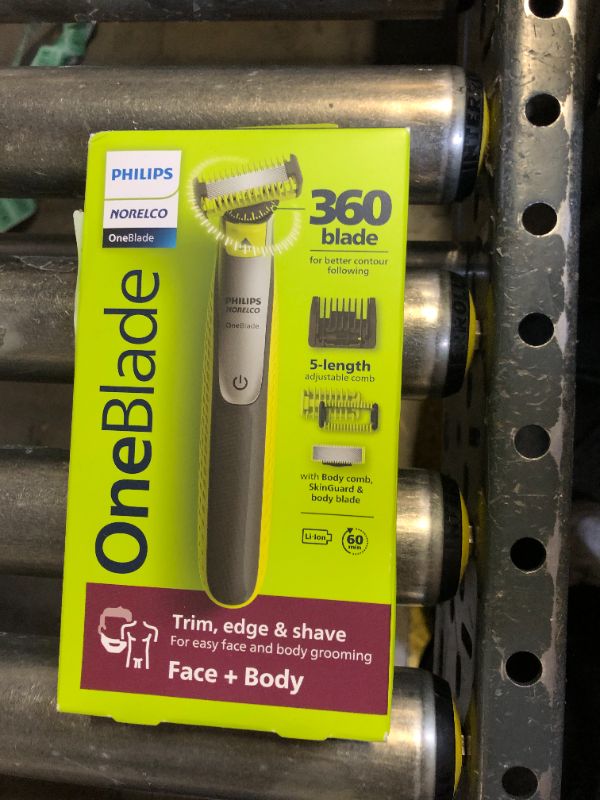 PHILIPS
NORELCO
OneBlade
360
blade
for better contour
following
PHILIPS
NORELCO
OneBlade
OneBlade
5-length
adjustable comb
with Body comb,
SkinGuard &
body blade
Li-Ion
60
min
Trim, edge & shave
For easy face and body grooming
Face + Body